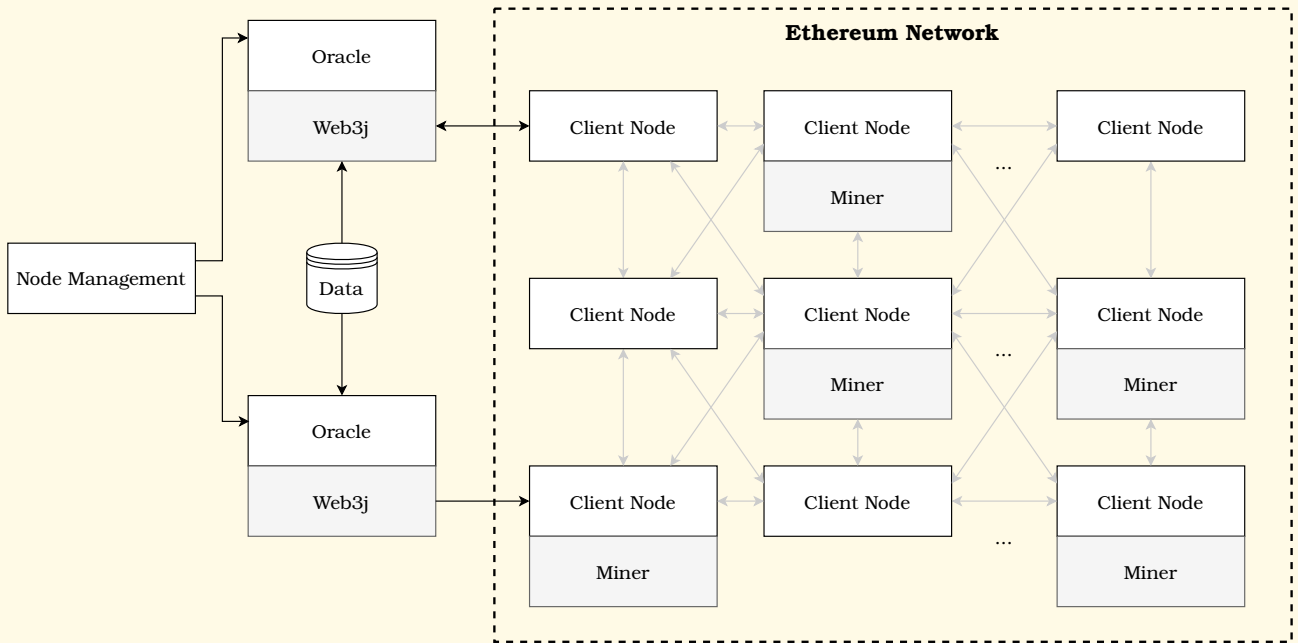 Ethereum Network
Oracle
Web3j
Client Node
Client Node
Miner
...
Client Node
Node Management
Data
Client Node
Client Node
Miner
...
Client Node
Miner
Oracle
Web3j
Client Node
Miner
Client Node
...
Client Node
Miner